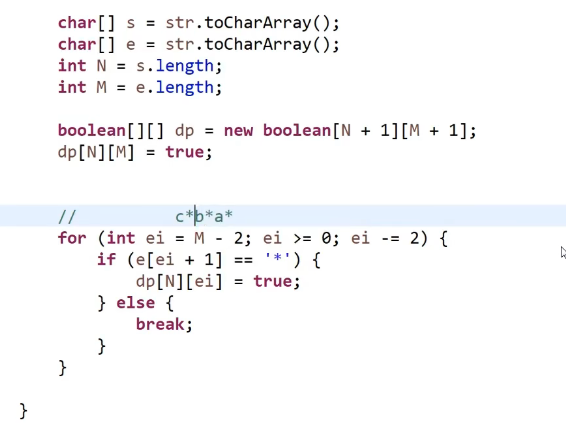 char[] s = str.toCharArray();
char[] e = str.toCharArray();
int N = s.length;
int M = e.length;
boolean[][] dp = new boolean[N + 1][M + 1];
dp[N][M] = true;
// c*b*a*
for (int ei = M - 2; ei >= 0; ei -= 2) {
if (e[ei + 1] == '*') {
dp[N][ei] = true;
} else {
break;
}
}
}